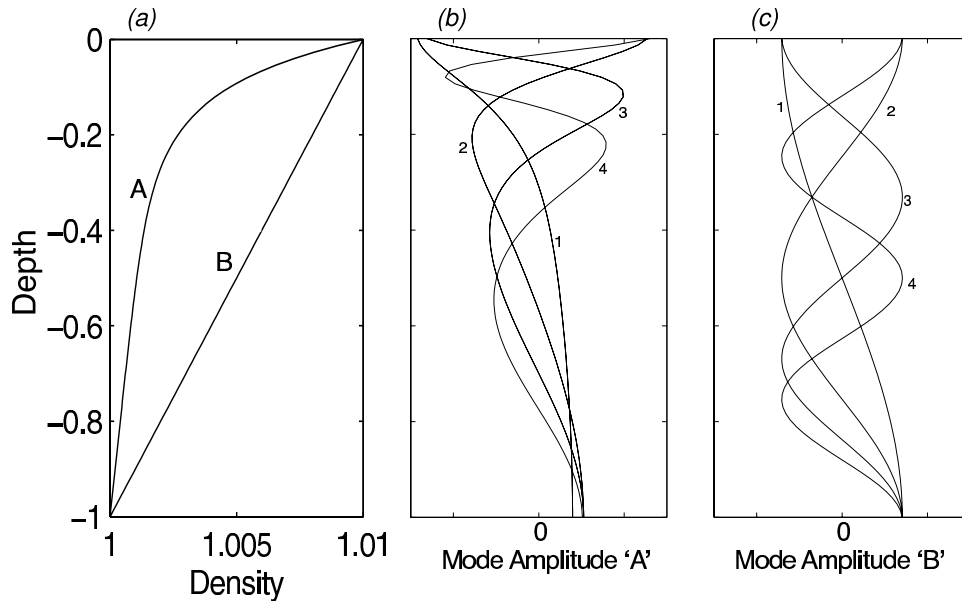 (a)
(b)
(c)
0
−0.2
−0.4
−0.6
−0.8
−1
Depth
A
B
1
1.005
1.01
Density
1
2
3
4
0
Mode Amplitude ‘A’
1
2
3
4
0
Mode Amplitude ‘B’